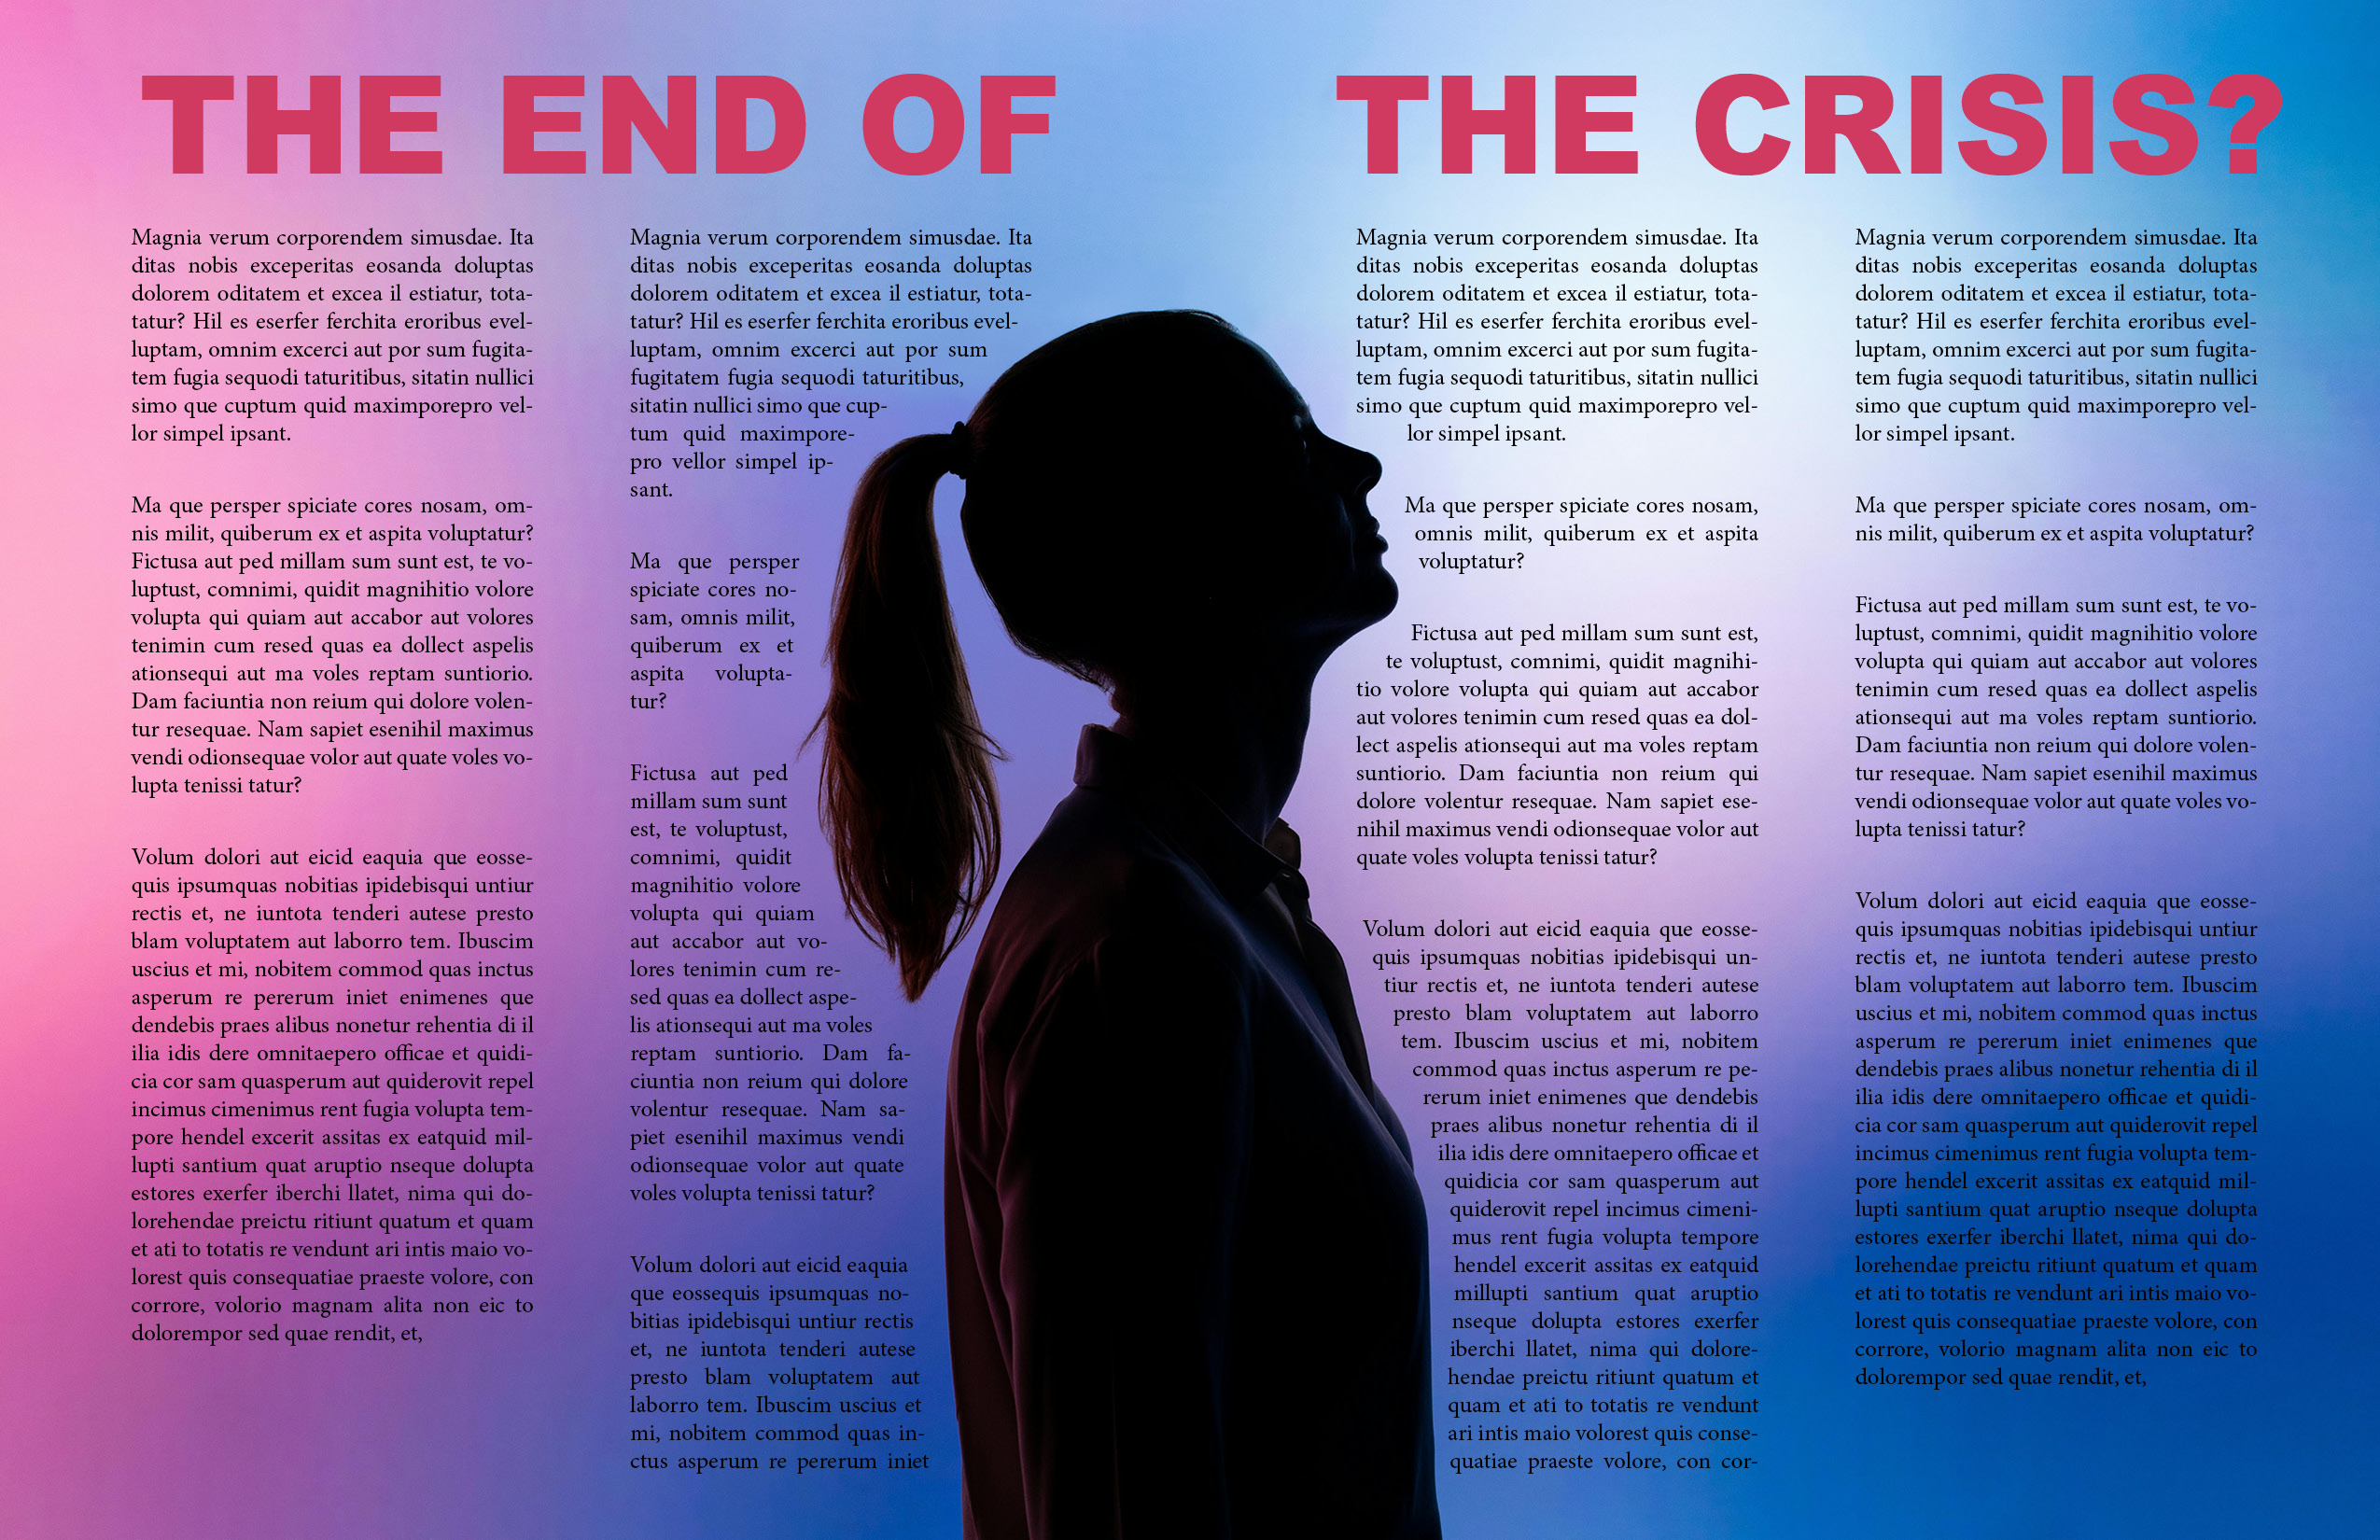 THE END OF THE CRISIS?
Magnia verum corporendem simusdae. Ita
ditas nobis exceperitas eosanda doluptas
dolorem oditatem et excea il estiatur, tota-
tatur? Hil es eserfer ferchita eroribus evel-
luptam, omnim excerci aut por sum fugita-
tem fugia sequodi taturitibus, sitatin nullici
simo que cuptum quid maximporepro vel-
lor simpel ipsant.
Ma que persper spiciate cores nosam, om-
nis milit, quiberum ex et aspita voluptatur?
Fictusa aut ped millam sum sunt est, te vo-
luptust, comnimi, quidit magnihitio volore
volupta qui quiam aut accabor aut volores
tenimin cum resed quas ea dollect aspelis
ationsequi aut ma voles reptam suntiorio.
Dam faciuntia non reium qui dolore volen-
tur resequae. Nam sapiet esenihil maximus
vendi odionsequae volor aut quate voles vo-
lupta tenissi tatur?
Volum dolori aut eicid eaquia que eosse-
quis ipsumquas nobitias ipidebisqui untiur
rectis et, ne iuntota tenderi autese presto
blam voluptatem aut laborro tem. Ibuscim
uscius et mi, nobitem commod quas inctus
asperum re pererum iniet enimenes que
dendebis praes alibus nonetur rehentia di il
ilia idis dere omnitaepero officae et quidi-
cia cor sam quasperum aut quiderovit repel
incimus cimenimus rent fugia volupta tem-
pore hendel excerit assitas ex eatquid mil-
lupti santium quat aruptio nseque dolupta
estores exerfer iberchi llatet, nima qui do-
lorehendae preictu ritiunt quatum et quam
et ati to totatis re vendunt ari intis maio vo-
lorest quis consequatiae praeste volore, con
corrore, volorio magnam alita non eic to
dolorempor sed quae rendit, et,
Magnia verum corporendem simusdae. Ita
ditas nobis exceperitas eosanda doluptas
dolorem oditatem et excea il estiatur, tota-
tatur? Hil es eserfer ferchita eroribus evel-
luptam, omnim excerci aut por sum
fugitatem fugia sequodi taturitibus,
sitatin nullici simo que cup-
tum quid maximpore-
pro vellor simpel ip-
sant.
Ma que persper
spiciate cores no-
sam, omnis milit,
quiberum ex et
aspita volupta-
tur?
Fictusa aut ped
millam sum sunt
est, te voluptust,
comnimi, quidit
magnihitio volore
volupta qui quiam
aut accabor aut vo-
lores tenimin cum re-
sed quas ea dollect aspe-
lis ationsequi aut ma voles
reptam suntiorio. Dam fa-
ciuntia non reium qui dolore
volentur resequae. Nam sa-
piet esenihil maximus vendi
odionsequae volor aut quate
voles volupta tenissi tatur?
Volum dolori aut eicid eaquia
que eossequis ipsumquas no-
bitias ipidebisqui untiur rectis
et, ne iuntota tenderi autese
presto blam voluptatem aut
laborro tem. Ibuscim uscius et
mi, nobitem commod quas in-
ctus asperum re pererum iniet
Magnia verum corporendem simusdae. Ita
ditas nobis exceperitas eosanda doluptas
dolorem oditatem et excea il estiatur, tota-
tatur? Hil es eserfer ferchita eroribus evel-
luptam, omnim excerci aut por sum fugita-
tem fugia sequodi taturitibus, sitatin nullici
simo que cuptum quid maximporepro vel-
lor simpel ipsant.
Ma que persper spiciate cores nosam,
omnis milit, quiberum ex et aspita
voluptatur?
Fictusa aut ped millam sum sunt est,
te voluptust, comnimi, quidit magnihi-
tio volore volupta qui quiam aut accabor
aut volores tenimin cum resed quas ea dol-
lect aspelis ationsequi aut ma voles reptam
suntiorio. Dam faciuntia non reium qui
dolore volentur resequae. Nam sapiet ese-
nihil maximus vendi odionsequae volor aut
quate voles volupta tenissi tatur?
Volum dolori aut eicid eaquia que eosse-
quis ipsumquas nobitias ipidebisqui un-
tiur rectis et, ne iuntota tenderi autese
presto blam voluptatem aut laborro
tem. Ibuscim uscius et mi, nobitem
commod quas inctus asperum re pe-
rerum iniet enimenes que dendebis
praes alibus nonetur rehentia di il
ilia idis dere omnitaepero officae et
quidicia cor sam quasperum aut
quiderovit repel incimus cimeni-
mus rent fugia volupta tempore
hendel excerit assitas ex eatquid
millupti santium quat aruptio
nseque dolupta estores exerfer
iberchi llatet, nima qui dolore-
hendae preictu ritiunt quatum et
quam et ati to totatis re vendunt
ari intis maio volorest quis conse-
quatiae praeste volore, con cor-
Magnia verum corporendem simusdae. Ita
ditas nobis exceperitas eosanda doluptas
dolorem oditatem et excea il estiatur, tota-
tatur? Hil es eserfer ferchita eroribus evel-
luptam, omnim excerci aut por sum fugita-
tem fugia sequodi taturitibus, sitatin nullici
simo que cuptum quid maximporepro vel-
lor simpel ipsant.
Ma que persper spiciate cores nosam, om-
nis milit, quiberum ex et aspita voluptatur?
Fictusa aut ped millam sum sunt est, te vo-
luptust, comnimi, quidit magnihitio volore
volupta qui quiam aut accabor aut volores
tenimin cum resed quas ea dollect aspelis
ationsequi aut ma voles reptam suntiorio.
Dam faciuntia non reium qui dolore volen-
tur resequae. Nam sapiet esenihil maximus
vendi odionsequae volor aut quate voles vo-
lupta tenissi tatur?
Volum dolori aut eicid eaquia que eosse-
quis ipsumquas nobitias ipidebisqui untiur
rectis et, ne iuntota tenderi autese presto
blam voluptatem aut laborro tem. Ibuscim
uscius et mi, nobitem commod quas inctus
asperum re pererum iniet enimenes que
dendebis praes alibus nonetur rehentia di il
ilia idis dere omnitaepero officae et quidi-
cia cor sam quasperum aut quiderovit repel
incimus cimenimus rent fugia volupta tem-
pore hendel excerit assitas ex eatquid mil-
lupti santium quat aruptio nseque dolupta
estores exerfer iberchi llatet, nima qui do-
lorehendae preictu ritiunt quatum et quam
et ati to totatis re vendunt ari intis maio vo-
lorest quis consequatiae praeste volore, con
corrore, volorio magnam alita non eic to
dolorempor sed quae rendit, et,